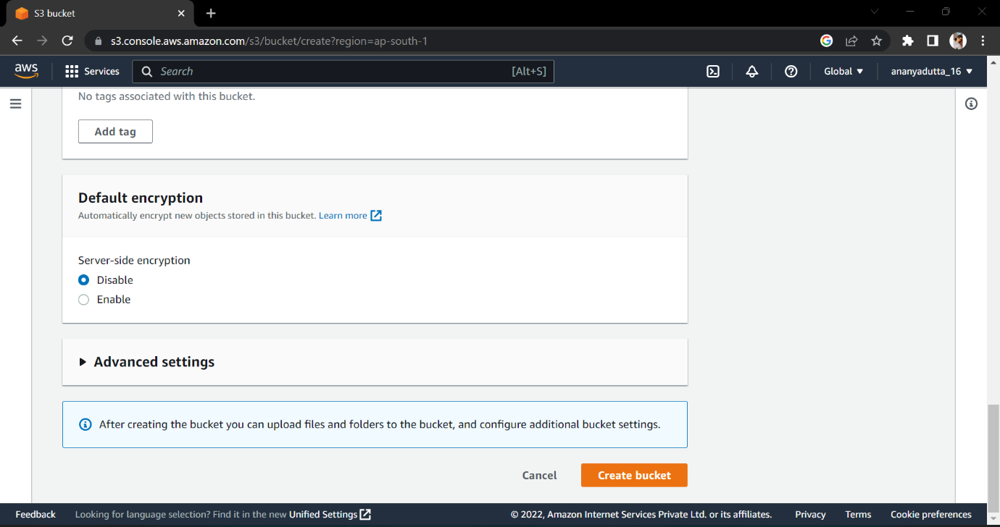 S3 bucket
s3.console.aws.amazon.com/s3/bucket/create?region=ap-south-1
aws Services Search [Alt+S] Global ananyadutta_16
No tags associated with this bucket.
Add tag
Default encryption
Automatically encrypt new objects stored in this bucket. Learn more
Server-side encryption
Disable
Enable
Advanced settings
After creating the bucket you can upload files and folders to the bucket, and configure additional bucket settings.
Cancel Create bucket
Feedback Looking for language selection? Find it in the new Unified Settings © 2022, Amazon Internet Services Private Ltd. or its affiliates. Privacy Terms Cookie preferences